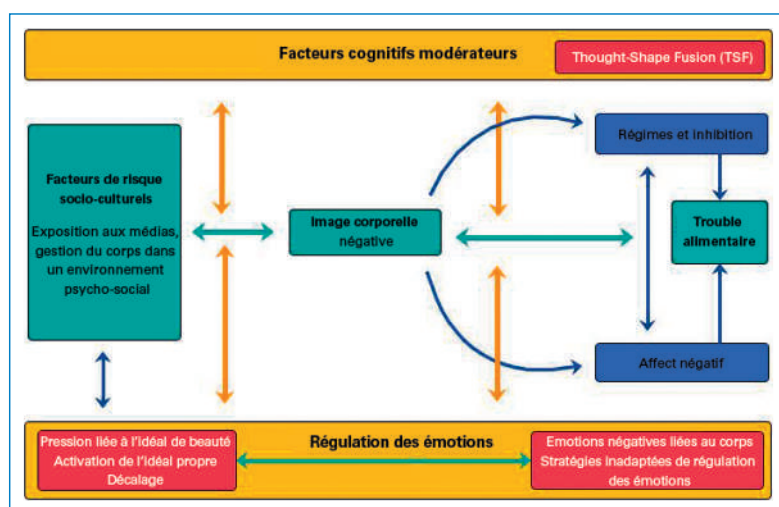 Facteurs cognitifs modérateurs
Thought-Shape Fusion (TSF)
Facteurs de risque
socio-culturels
Exposition aux médias,
gestion du corps dans
un environnement
psycho-social
Image corporelle
négative
Régimes et inhibition
Trouble
alimentaire
Affect négatif
Pression liée à l'idéal de beauté
Activation de l'idéal propre
Décalage
Régulation des émotions
Emotions négatives liées au corps
Stratégies inadaptées de régulation
des émotions